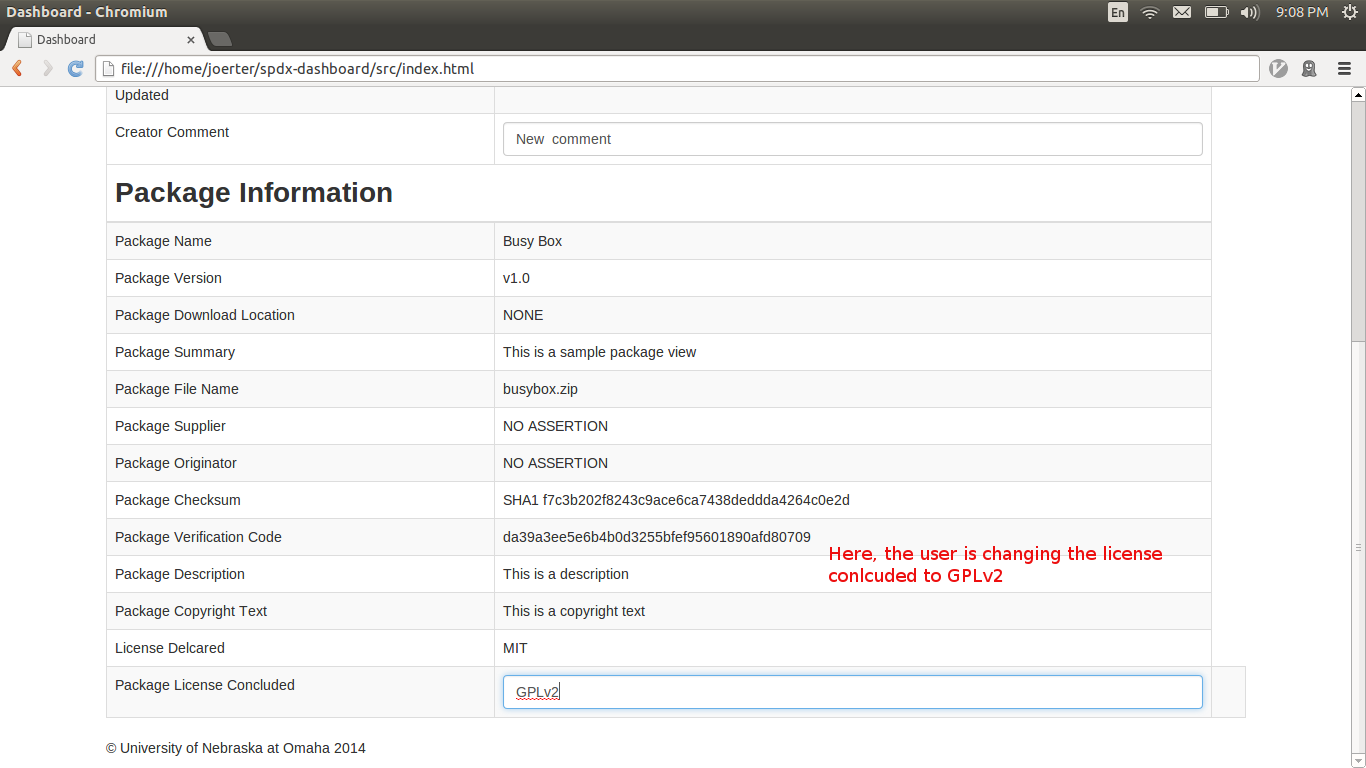 Dashboard - Chromium
En
9:08 PM
Dashboard
file:///home/joerter/spdx-dashboard/src/index.html
Updated
Creator Comment
New comment
Package Information
Package Name
Busy Box
Package Version
v1.0
Package Download Location
NONE
Package Summary
This is a sample package view
Package File Name
busybox.zip
Package Supplier
NO ASSERTION
Package Originator
NO ASSERTION
Package Checksum
SHA1 f7c3b202f8243c9ace6ca7438deddda4264c0e2d
Package Verification Code
da39a3ee5e6b4b0d3255bfef95601890afd80709
Here, the user is changing the license
conlcuded to GPLv2
Package Description
This is a description
Package Copyright Text
This is a copyright text
License Delcared
MIT
Package License Concluded
GPLv2
© University of Nebraska at Omaha 2014